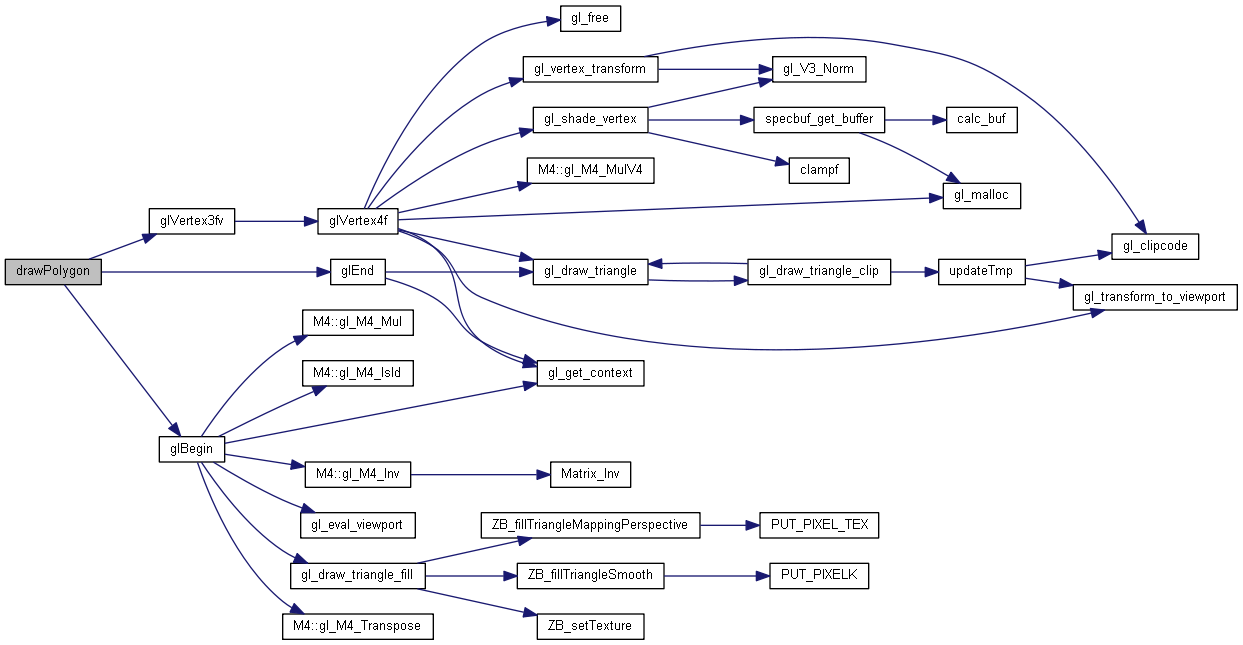 gl_free
gl_vertex_transform
gl_V3_Norm
gl_shade_vertex
specbuf_get_buffer
calc_buf
M4::gl_M4_MulV4
clampf
gl_malloc
glVertex3fv
glVertex4f
gl_clipcode
drawPolygon
glEnd
gl_draw_triangle
gl_draw_triangle_clip
updateTmp
gl_transform_to_viewport
M4::gl_M4_Mul
M4::gl_M4_IsId
gl_get_context
glBegin
M4::gl_M4_Inv
Matrix_Inv
gl_eval_viewport
ZB_fillTriangleMappingPerspective
PUT_PIXEL_TEX
gl_draw_triangle_fill
ZB_fillTriangleSmooth
PUT_PIXELK
M4::gl_M4_Transpose
ZB_setTexture